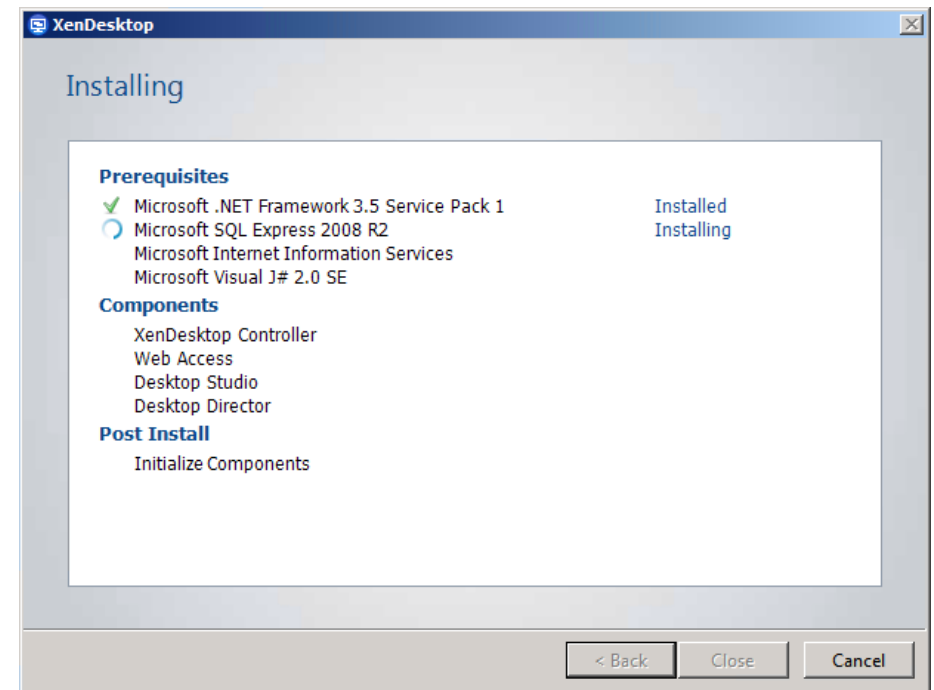 XenDesktop
Installing
Prerequisites
Microsoft .NET Framework 3.5 Service Pack 1 Installed
Microsoft SQL Express 2008 R2 Installing
Microsoft Internet Information Services
Microsoft Visual J# 2.0 SE
Components
XenDesktop Controller
Web Access
Desktop Studio
Desktop Director
Post Install
Initialize Components
< Back Close Cancel